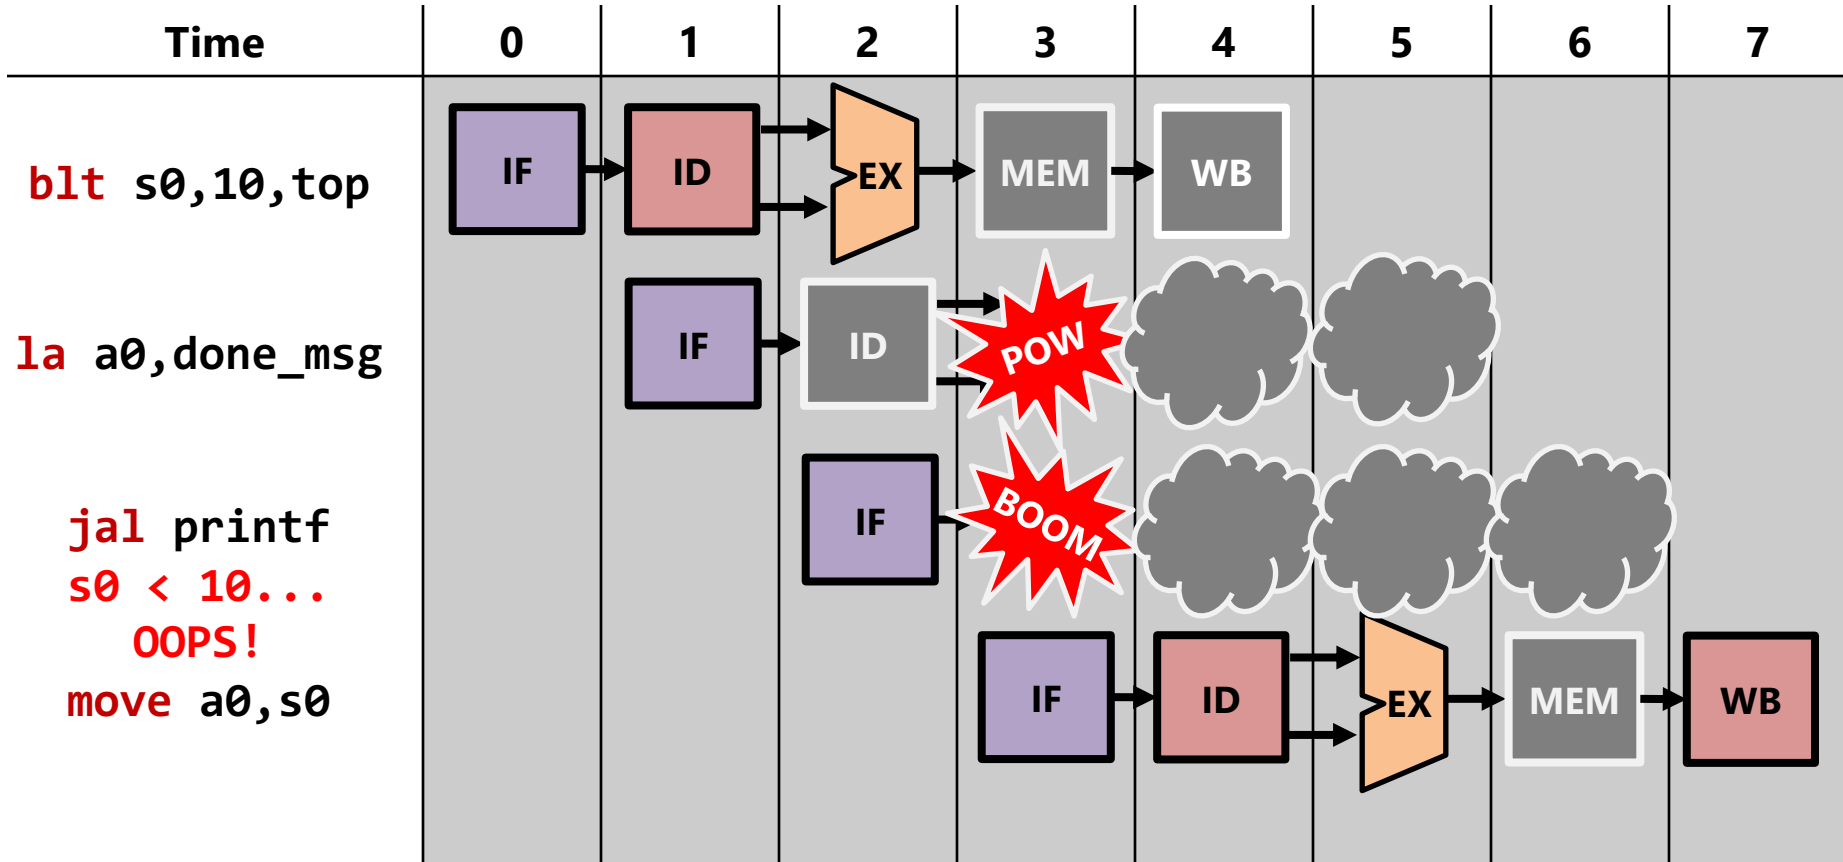 Time 0 1 2 3 4 5 6 7
blt s0,10,top IF ID EX MEM WB
la a0,done_msg IF ID POW
jal printf IF BOOM
s0 < 10...
OOPS!
move a0,s0 IF ID EX MEM WB